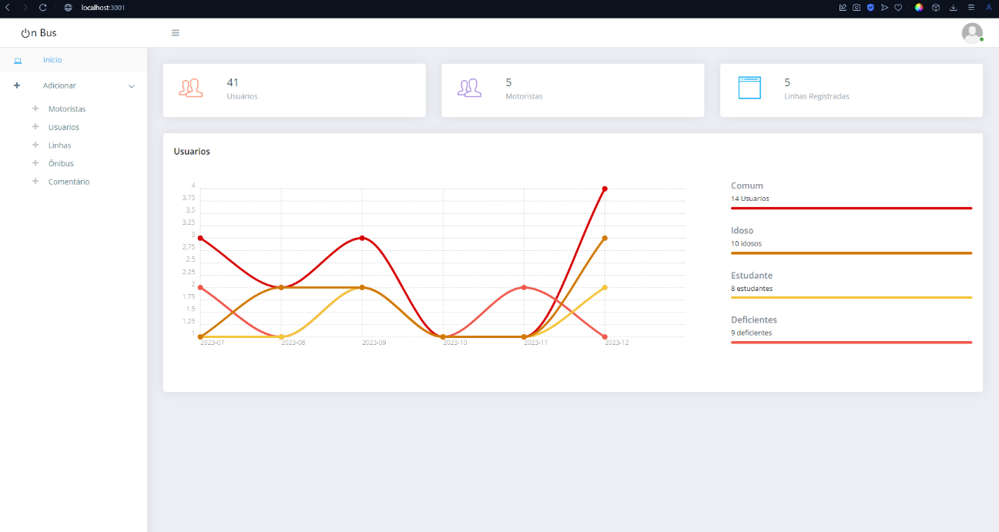 localhost:3001
On Bus
Início
Adicionar
Motoristas
Usuarios
Linhas
Ônibus
Comentário
41
Usuários
5
Motoristas
5
Linhas Registradas
Usuarios
4
3.75
3.5
3.25
3
2.75
2.5
2.25
2
1.75
1.5
1.25
1
2023-07
2023-08
2023-09
2023-10
2023-11
2023-12
Comum
14 Usuarios
Idoso
10 idosos
Estudante
8 estudantes
Deficientes
9 deficientes